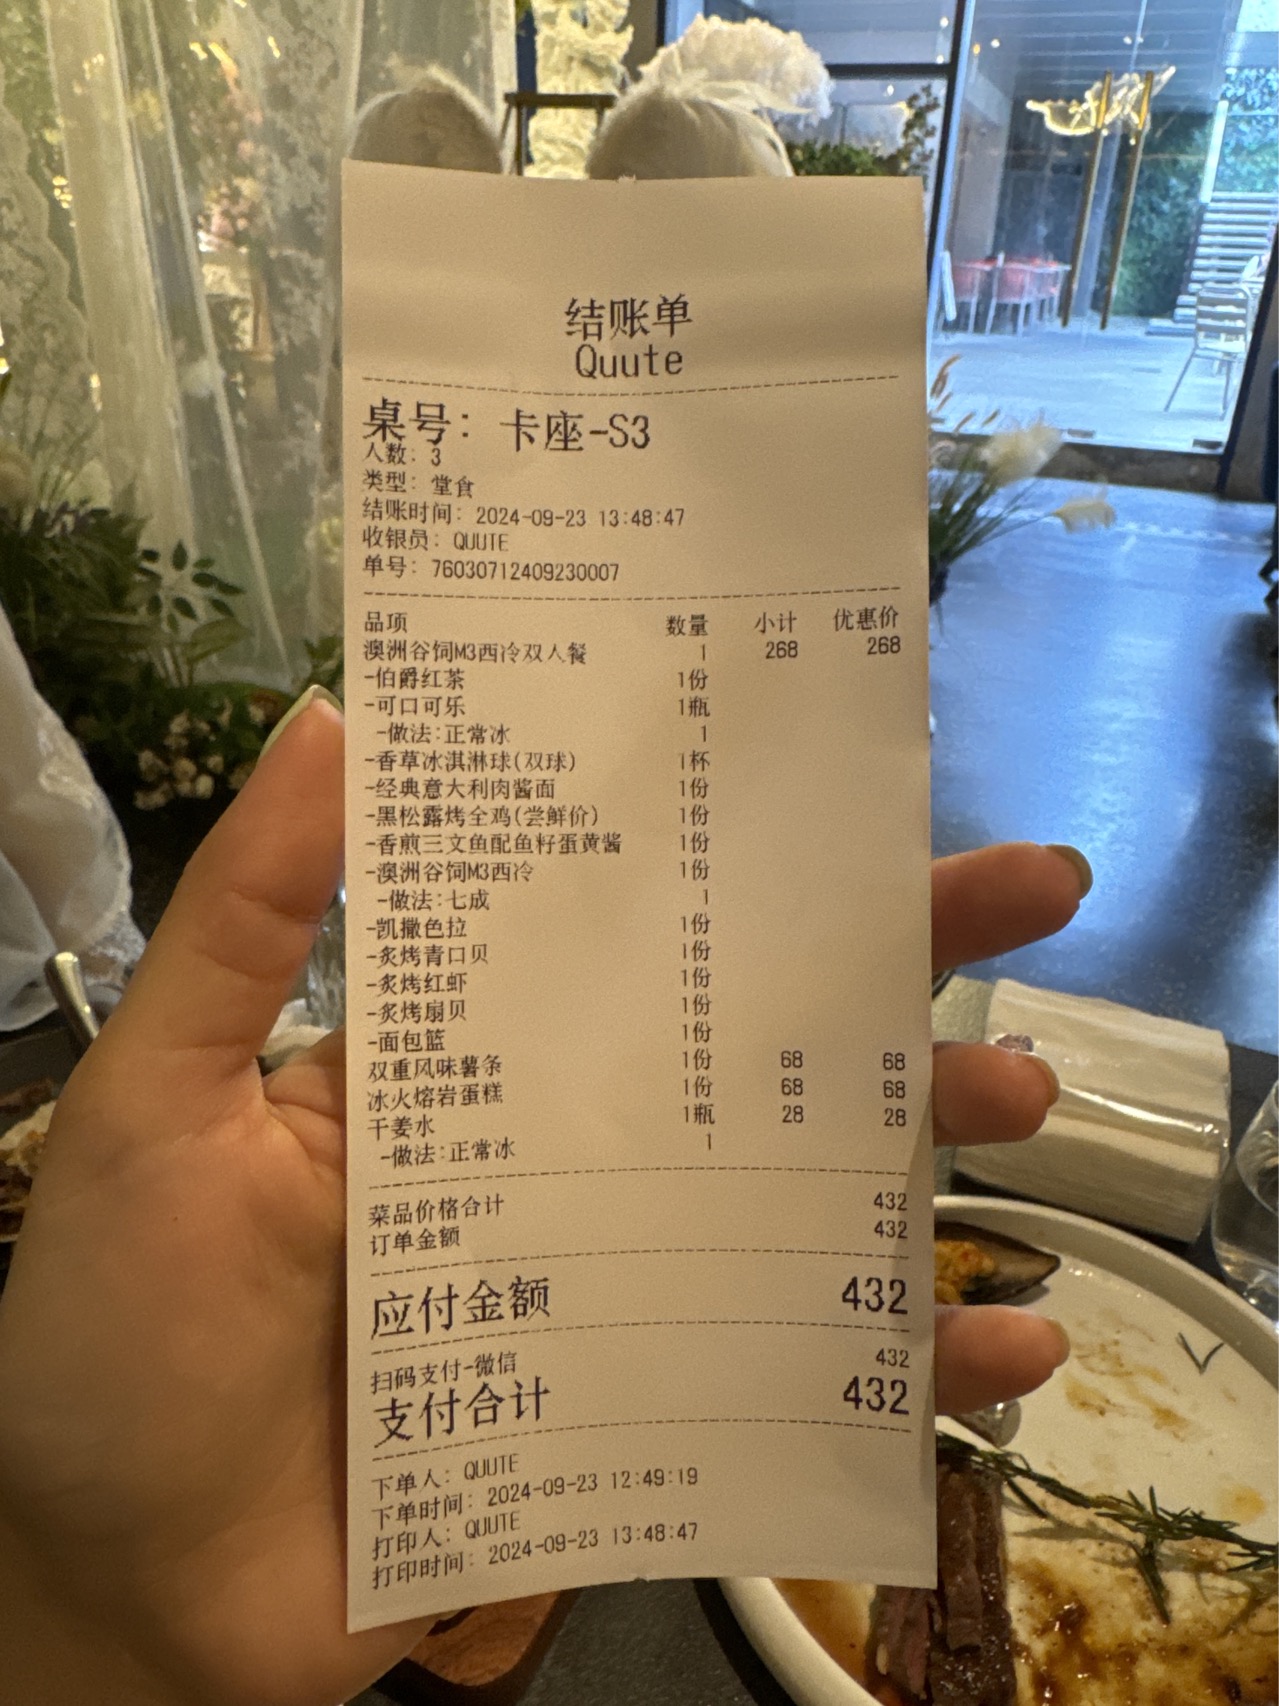 结账单
Quute
桌号: 卡座-S3
人数: 3
类型: 堂食
结账时间: 2024-09-23 13:48:47
收银员: QUUTE
单号: 76030712409230007
品项 数量 小计 优惠价
澳洲谷饲M3西冷双人餐 1 268 268
-伯爵红茶 1份
-可口可乐 1瓶
-做法:正常冰 1
-香草冰淇淋球(双球) 1杯
-经典意大利肉酱面 1份
-黑松露烤全鸡(尝鲜价) 1份
-香煎三文鱼配鱼籽蛋黄酱 1份
-澳洲谷饲M3西冷 1份
-做法:七成 1
-凯撒色拉 1份
-炙烤青口贝 1份
-炙烤红虾 1份
-炙烤扇贝 1份
-面包篮 1份
双重风味薯条 1份 68 68
冰火熔岩蛋糕 1份 68 68
干姜水 1瓶 28 28
-做法:正常冰 1
菜品价格合计 432
订单金额 432
应付金额 432
扫码支付-微信 432
支付合计 432
下单人: QUUTE
下单时间: 2024-09-23 12:49:19
打印人: QUUTE
打印时间: 2024-09-23 13:48:47